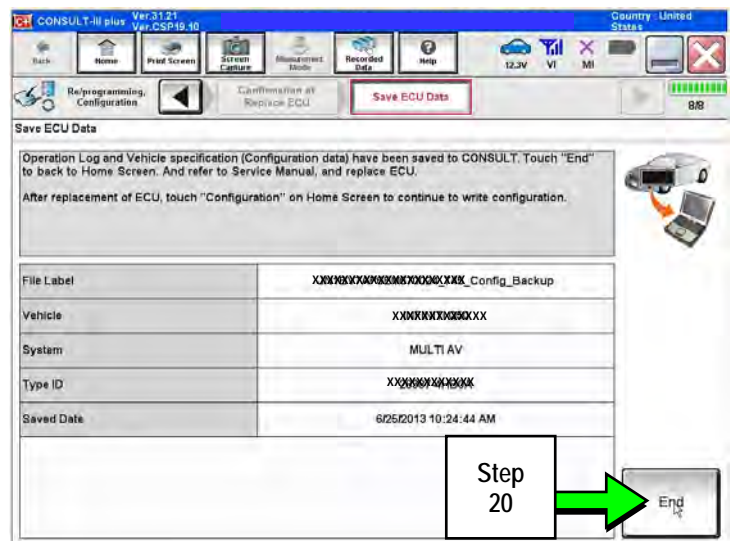 CONSULT-III plus Ver.31.21
Ver.CSP19.10
Country : United States
Back
Home
Print Screen
Screen Capture
Measurement Mode
Recorded Data
Help
12.3V
VI
MI
Re/programming, Configuration
Confirmation of Replace ECU
Save ECU Data
8/8
Save ECU Data
Operation Log and Vehicle specification (Configuration data) have been saved to CONSULT. Touch "End"
to back to Home Screen. And refer to Service Manual, and replace ECU.
After replacement of ECU, touch "Configuration" on Home Screen to continue to write configuration.
File Label
_Config_Backup
Vehicle
System
MULTI AV
Type ID
Saved Date
6/25/2013 10:24:44 AM
Step
20
End